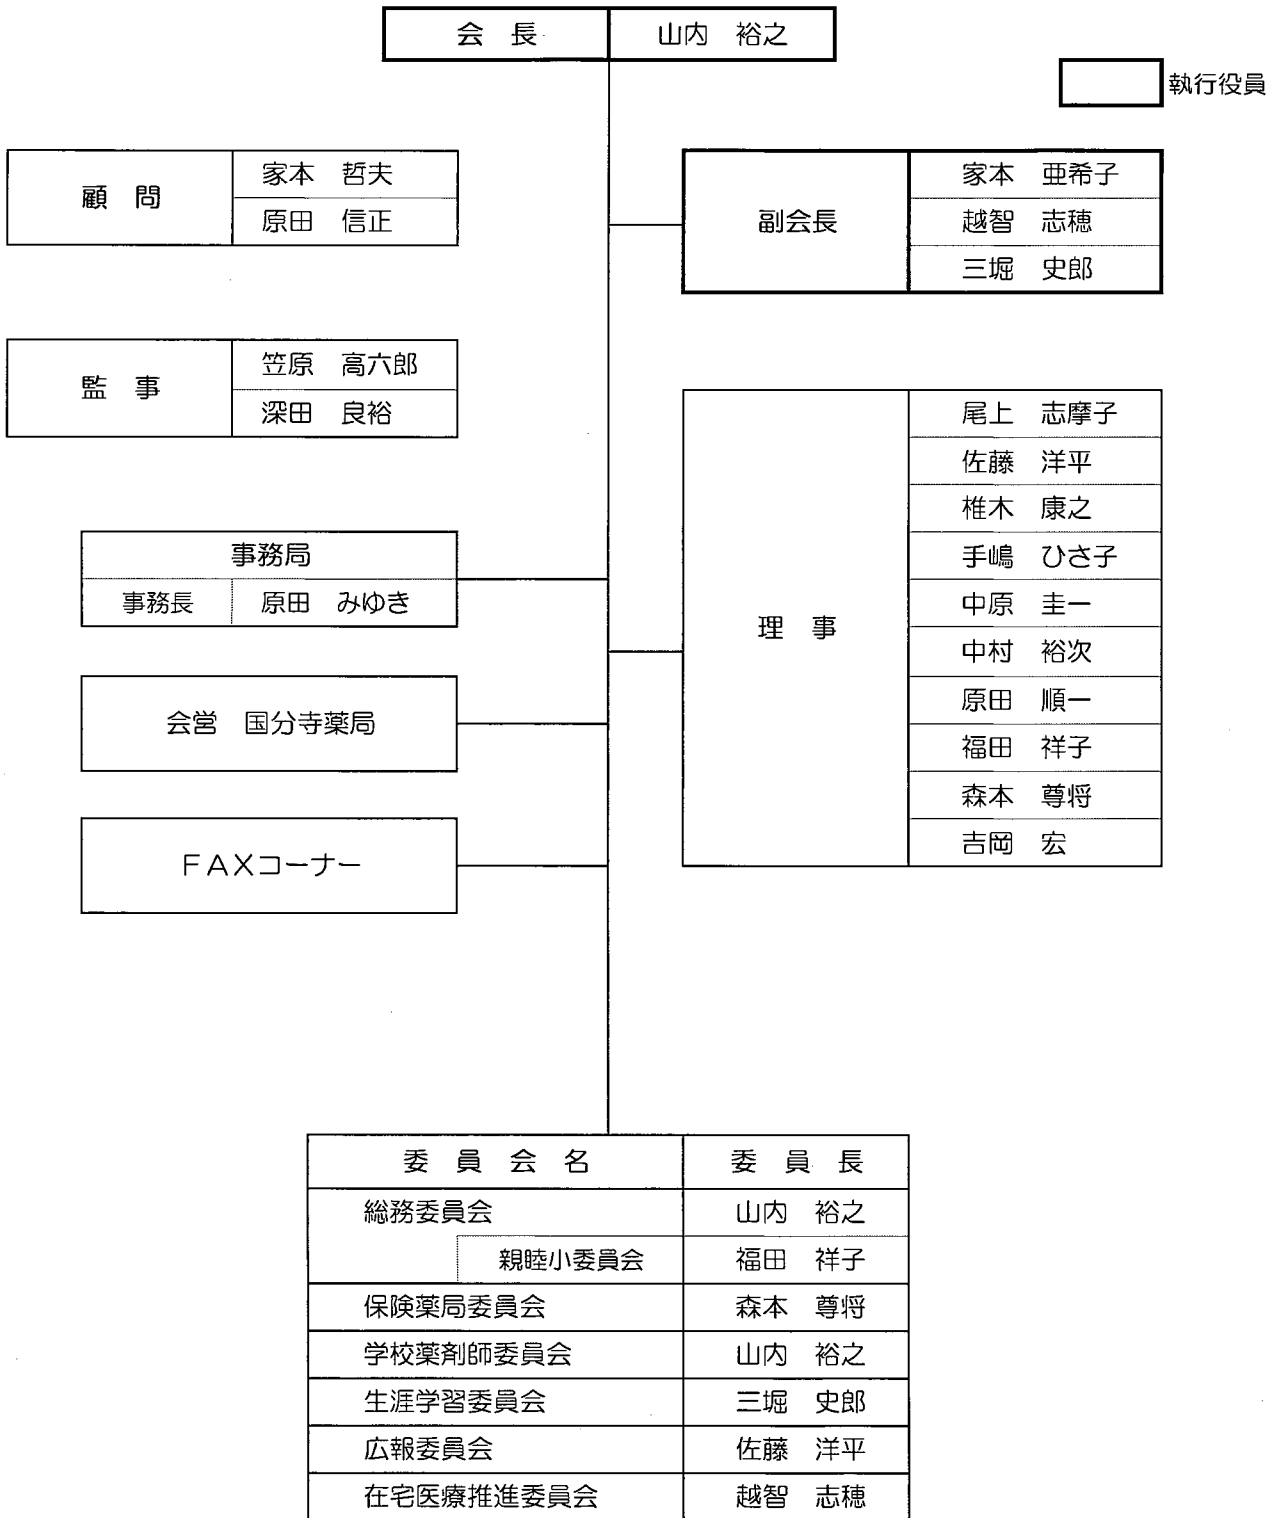 会長 山内 裕之
執行役員
顧問 家本 哲夫
原田 信正
副会長 家本 亜希子
越智 志穂
三堀 史郎
監事 笠原 高六郎
深田 良裕
理事 尾上 志摩子
佐藤 洋平
椎木 康之
手嶋 ひさ子
中原 圭一
中村 裕次
原田 順一
福田 祥子
森本 尊将
吉岡 宏
事務局
事務長 原田 みゆき
会営 国分寺薬局
FAXコーナー
委員会名 委員長
総務委員会 山内 裕之
親睦小委員会 福田 祥子
保険薬局委員会 森本 尊将
学校薬剤師委員会 山内 裕之
生涯学習委員会 三堀 史郎
広報委員会 佐藤 洋平
在宅医療推進委員会 越智 志穂